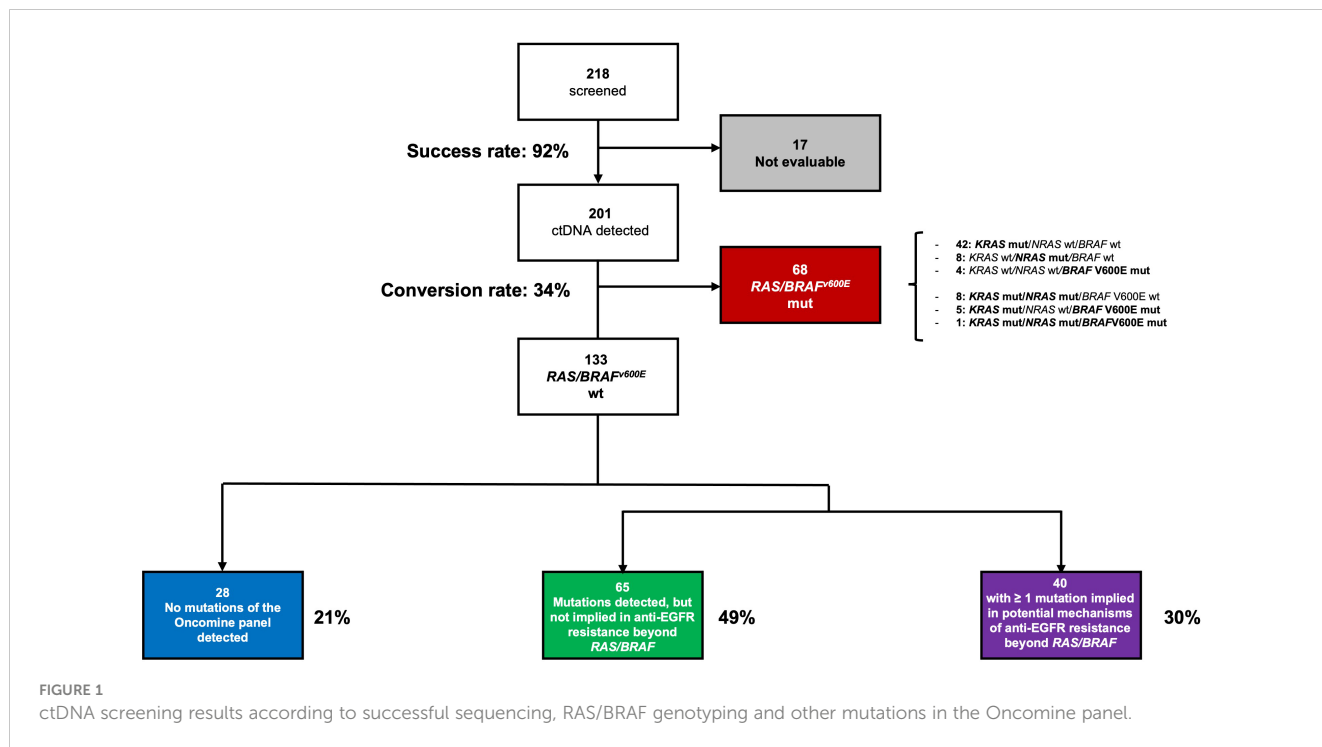 218
screened
Success rate: 92%
17
Not evaluable
201
ctDNA detected
Conversion rate: 34%
68
RAS/BRAFv600E
mut
- 42: KRAS mut/NRAS wt/BRAF wt
- 8: KRAS wt/NRAS mut/BRAF wt
- 4: KRAS wt/NRAS wt/BRAF V600E mut
- 8: KRAS mut/NRAS mut/BRAF V600E wt
- 5: KRAS mut/NRAS wt/BRAF V600E mut
- 1: KRAS mut/NRAS mut/BRAFV600E mut
133
RAS/BRAFv600E
wt
28
No mutations of the
Oncomine panel
detected
21%
65
Mutations detected, but
not implied in anti-EGFR
resistance beyond
RAS/BRAF
49%
40
with ≥ 1 mutation implied
in potential mechanisms
of anti-EGFR resistance
beyond RAS/BRAF
30%
FIGURE 1
ctDNA screening results according to successful sequencing, RAS/BRAF genotyping and other mutations in the Oncomine panel.